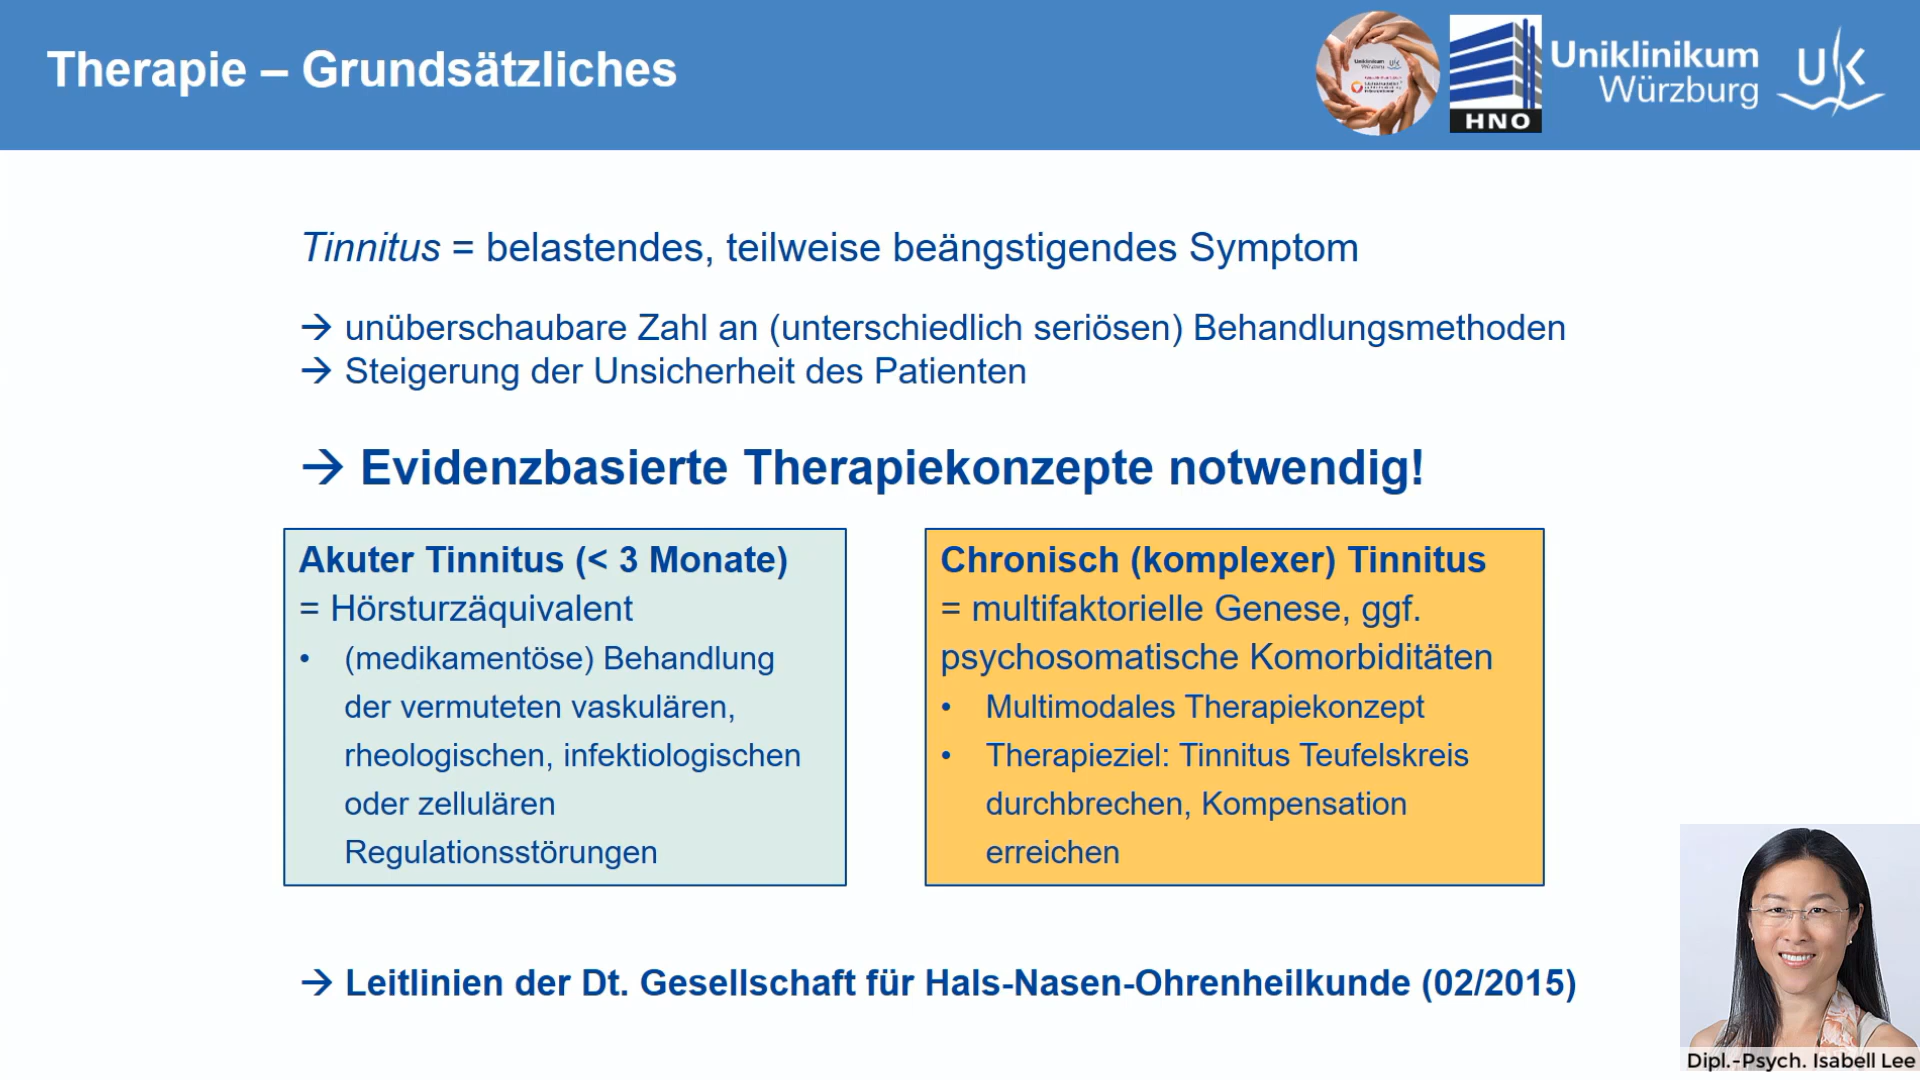 Therapie – Grundsätzliches
Uniklinikum
Würzburg
HNO
Uniklinikum
Würzburg
Tinnitus = belastendes, teilweise beängstigendes Symptom
→ unüberschaubare Zahl an (unterschiedlich seriösen) Behandlungsmethoden
→ Steigerung der Unsicherheit des Patienten
→ Evidenzbasierte Therapiekonzepte notwendig!
Akuter Tinnitus (< 3 Monate)
= Hörsturzäquivalent
• (medikamentöse) Behandlung
der vermuteten vaskulären,
rheologischen, infektiologischen
oder zellulären
Regulationsstörungen
Chronisch (komplexer) Tinnitus
= multifaktorielle Genese, ggf.
psychosomatische Komorbiditäten
• Multimodales Therapiekonzept
• Therapieziel: Tinnitus Teufelskreis
durchbrechen, Kompensation
erreichen
→ Leitlinien der Dt. Gesellschaft für Hals-Nasen-Ohrenheilkunde (02/2015)
Dipl.-Psych. Isabell Lee